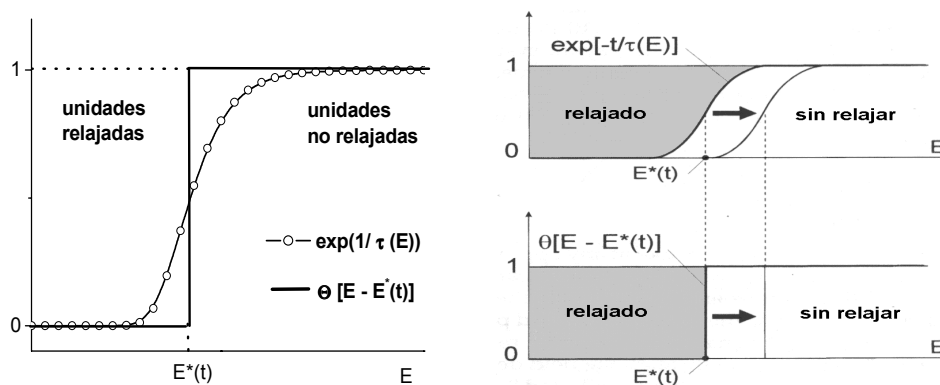 1
unidades
relajadas
unidades
no relajadas
exp(1/ τ (E))
Θ [E - E*(t)]
0
E*(t)
E
exp[-t/τ(E)]
1
relajado
sin relajar
0
E
E*(t)
Θ[E - E*(t)]
1
relajado
sin relajar
0
E
E*(t)